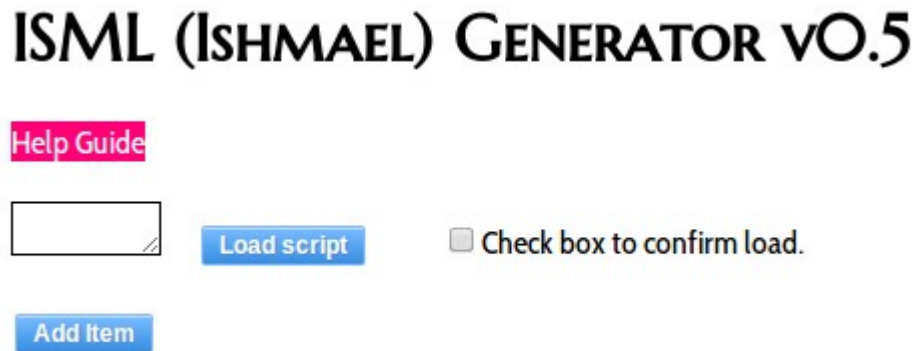 ISML (Ishmael) Generator v0.5
Help Guide
Load script Check box to confirm load.
Add Item